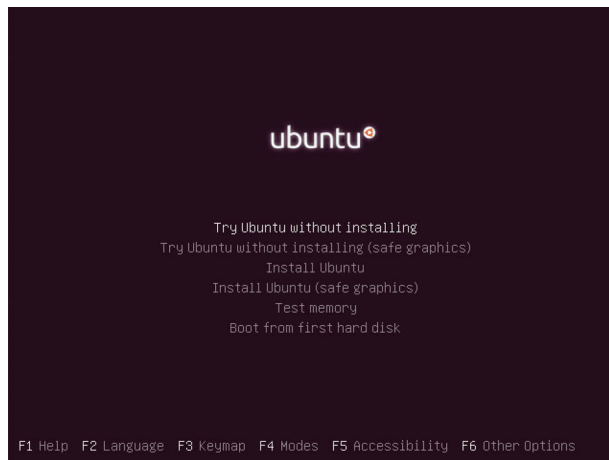 ubuntu
Try Ubuntu without installing
Try Ubuntu without installing (safe graphics)
Install Ubuntu
Install Ubuntu (safe graphics)
Test memory
Boot from first hard disk
F1 Help F2 Language F3 Keymap F4 Modes F5 Accessibility F6 Other Options